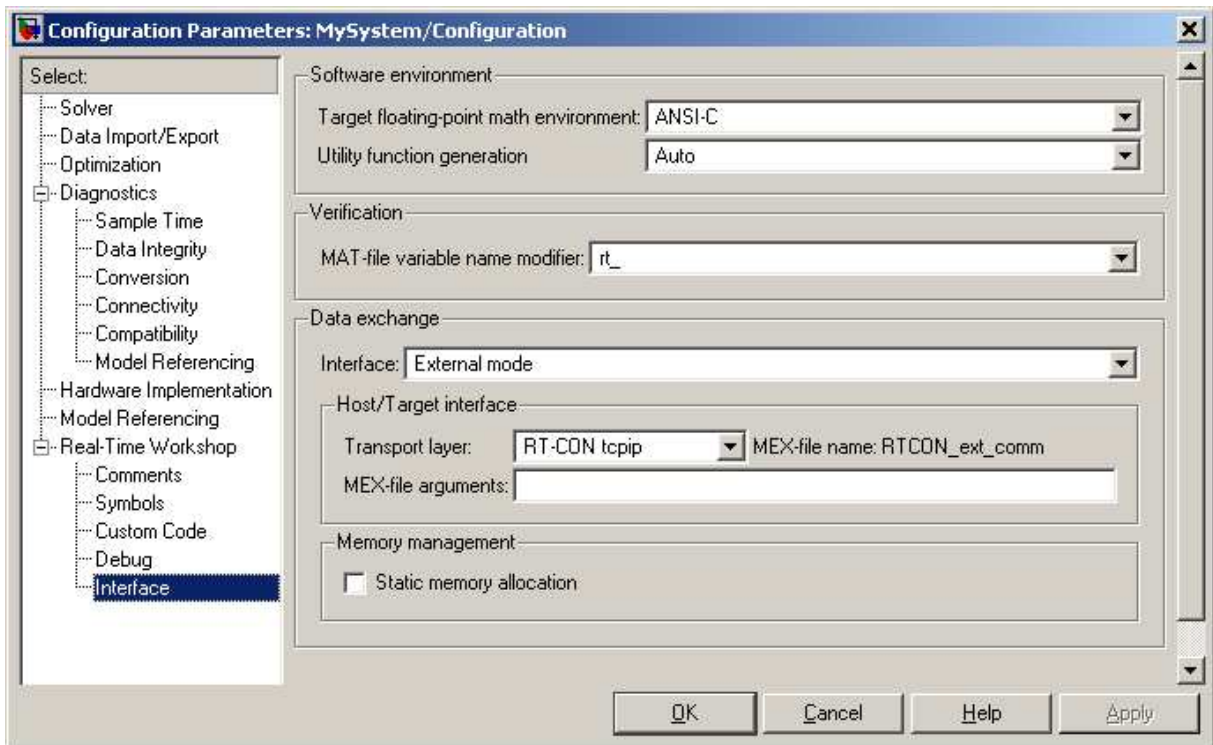 Configuration Parameters: MySystem/Configuration
Select:
Solver
Data Import/Export
Optimization
Diagnostics
Sample Time
Data Integrity
Conversion
Connectivity
Compatibility
Model Referencing
Hardware Implementation
Model Referencing
Real-Time Workshop
Comments
Symbols
Custom Code
Debug
Interface
Software environment
Target floating-point math environment: ANSI-C
Utility function generation Auto
Verification
MAT-file variable name modifier: rt_
Data exchange
Interface: External mode
Host/Target interface
Transport layer: RT-CON tcpip MEX-file name: RTCON_ext_comm
MEX-file arguments:
Memory management
Static memory allocation
OK Cancel Help Apply